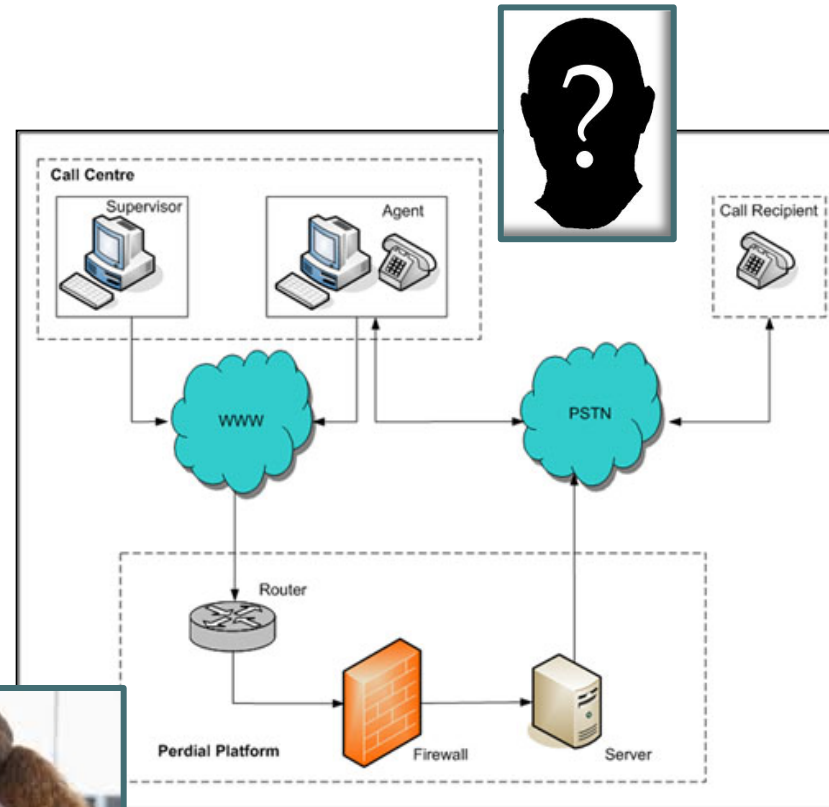 ?
Call Centre
Supervisor
Agent
Call Recipient
WWW
PSTN
Router
Perdial Platform
Firewall
Server